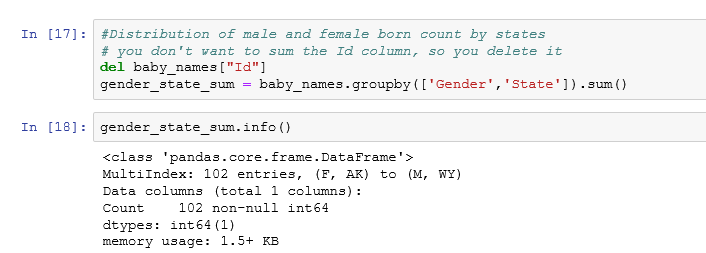 In [17]: #Distribution of male and female born count by states
# you don't want to sum the Id column, so you delete it
del baby_names["Id"]
gender_state_sum = baby_names.groupby(['Gender','State']).sum()
In [18]: gender_state_sum.info()
<class 'pandas.core.frame.DataFrame'>
MultiIndex: 102 entries, (F, AK) to (M, WY)
Data columns (total 1 columns):
Count    102 non-null int64
dtypes: int64(1)
memory usage: 1.5+ KB